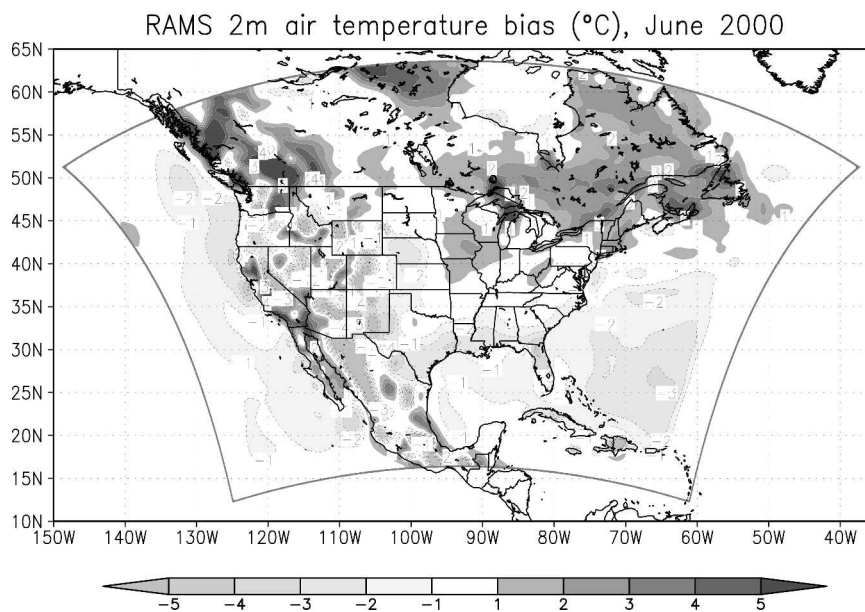 RAMS 2m air temperature bias (°C), June 2000
65N
60N
55N
50N
45N
40N
35N
30N
25N
20N
15N
10N
150W 140W 130W 120W 110W 100W 90W 80W 70W 60W 50W 40W
-5 -4 -3 -2 -1 1 2 3 4 5